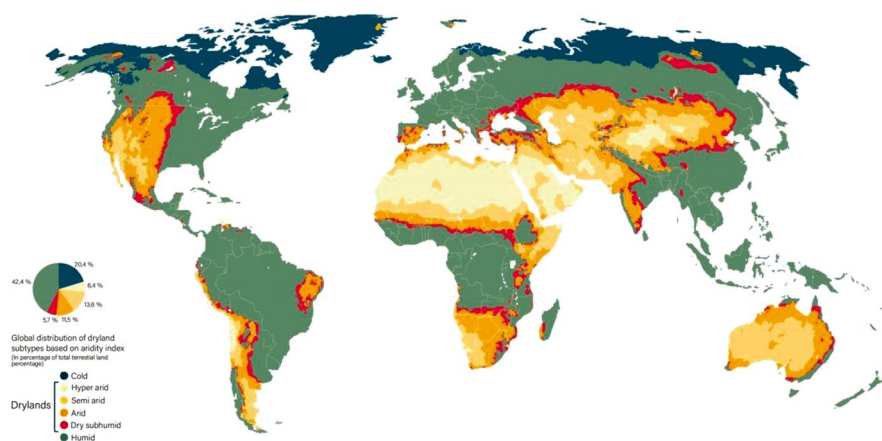 20,4 %
6,4 %
42,4 %
13,6 %
5,7 %
11,5 %
Global distribution of dryland
subtypes based on aridity index
(In percentage of total terrestrial land
percentage)
Cold
Hyper arid
Semi arid
Drylands
Arid
Dry subhumid
Humid